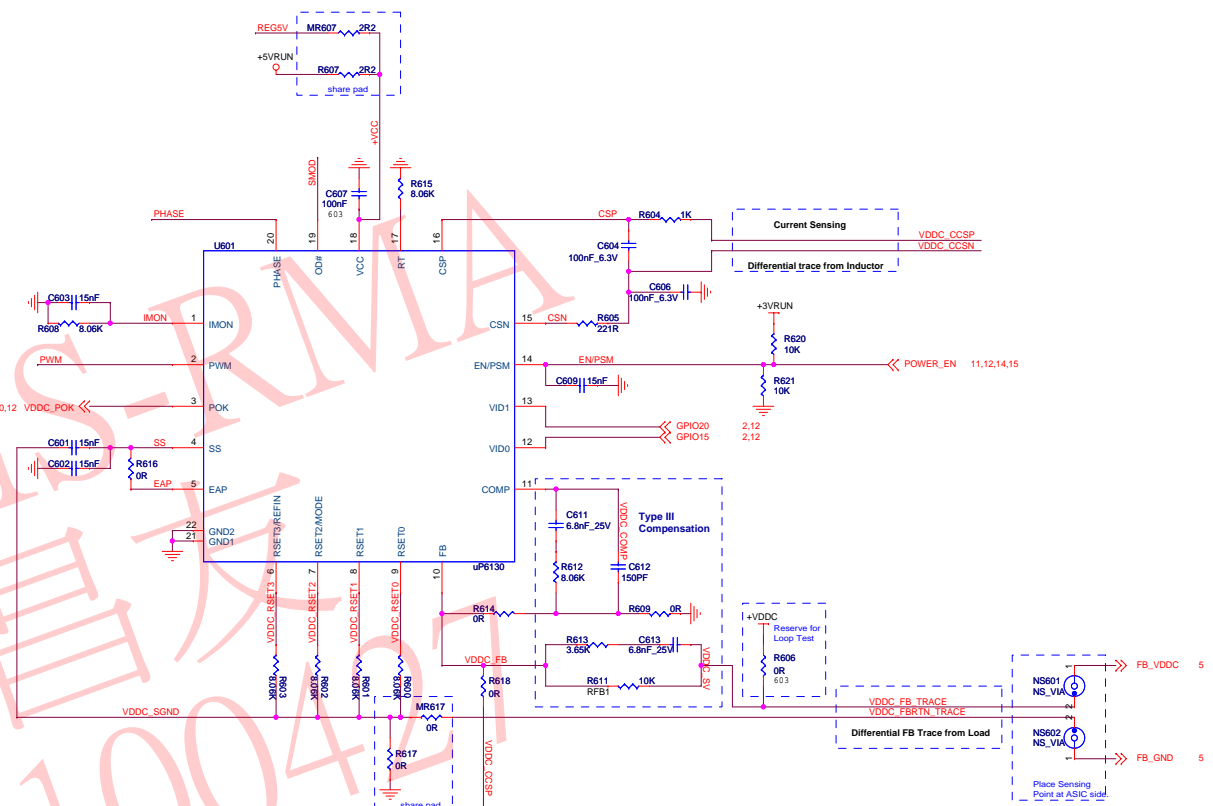 REG5V
MR607
2R2
+5VRUN
R607
2R2
share pad
+VCC
SMOD
C607
100nF
603
R615
8.06K
PHASE
20
19
18
17
16
U601
PHASE
OD#
VCC
RT
CSP
CSP
R604
1K
Current Sensing
VDDC_CCSP
VDDC_CCSN
Differential trace from Inductor
C604
100nF_6.3V
C606
100nF_6.3V
C603
15nF
R608
8.06K
IMON
1
IMON
CSN
15
CSN
R605
221R
+3VRUN
R620
10K
PWM
2
PWM
EN/PSM
14
EN/PSM
POWER_EN
11,12,14,15
C609
15nF
R621
10K
0,12
VDDC_POK
3
POK
VID1
13
GPIO20
2,12
GPIO15
2,12
VID0
12
C601
15nF
SS
4
SS
C602
15nF
R616
0R
EAP
5
EAP
COMP
11
22
GND2
21
GND1
RSET3/REFIN
RSET2/MODE
RSET1
RSET0
FB
uP6130
6
7
8
9
10
C611
6.8nF_25V
VDDC_COMP
Type III
Compensation
R612
8.06K
C612
150PF
VDDC_RSET3
VDDC_RSET2
VDDC_RSET1
VDDC_RSET0
R614
0R
R609
0R
R613
3.65K
C613
6.8nF_25V
VDDC_SV
VDDC_FB
R611
10K
RFB1
R618
0R
+VDDC
Reserve for
Loop Test
R606
0R
603
R603
8.06K
R602
8.06K
R601
8.06K
R600
8.06K
VDDC_SGND
MR617
0R
R617
0R
share pad
VDDC_CCSP
VDDC_FB_TRACE
VDDC_FBRTN_TRACE
Differential FB Trace from Load
NS601
NS_VIA
1
2
FB_VDDC
5
NS602
NS_VIA
2
1
FB_GND
5
Place Sensing
Point at ASIC side.
S-RMA
100427